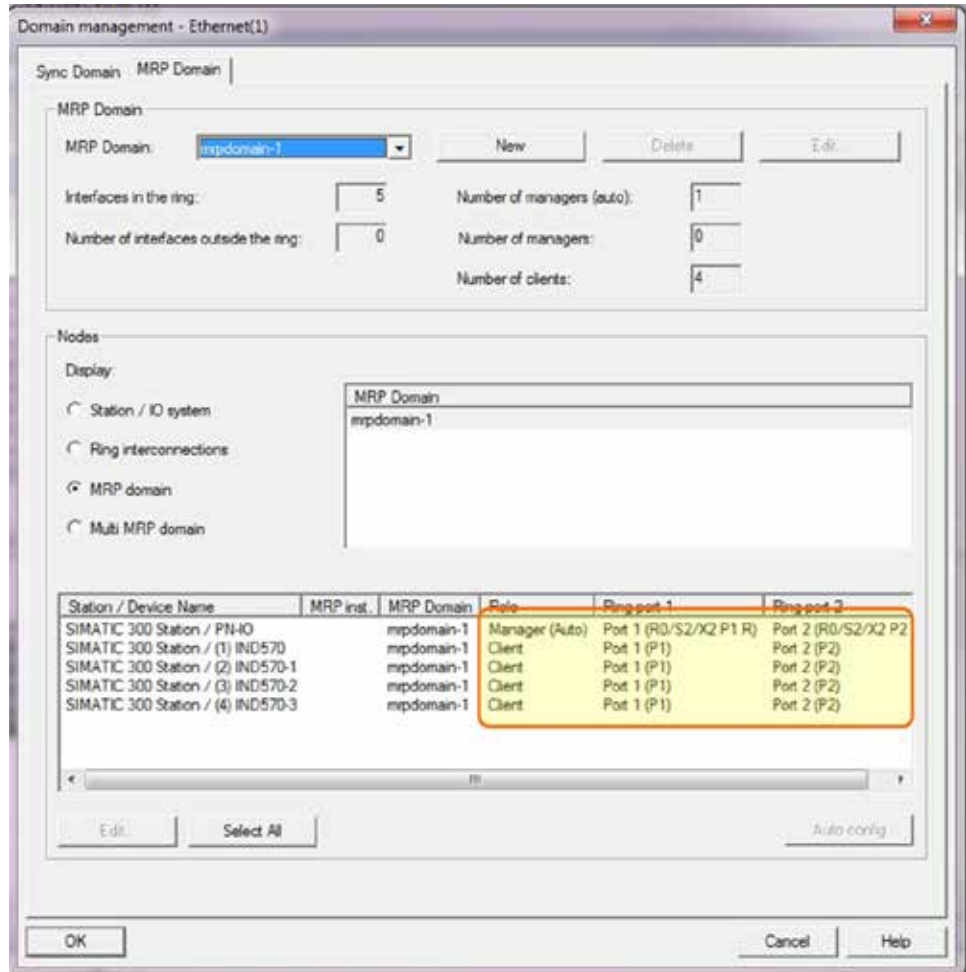 Domain management - Ethernet(1)
Sync Domain MRP Domain
MRP Domain
MRP Domain: mrpdomain-1 New Delete Edit...
Interfaces in the ring: 5 Number of managers (auto): 1
Number of interfaces outside the ring: 0 Number of managers: 0
Number of clients: 4
Nodes
Display:
Station / IO system
Ring interconnections
MRP domain
Multi MRP domain
MRP Domain
mrpdomain-1
Station / Device Name MRP inst. MRP Domain Role Ring port 1 Ring port 2
SIMATIC 300 Station / PN-IO mrpdomain-1 Manager (Auto) Port 1 (R0/S2/X2 P1 R) Port 2 (R0/S2/X2 P2
SIMATIC 300 Station / (1) IND570 mrpdomain-1 Client Port 1 (P1) Port 2 (P2)
SIMATIC 300 Station / (2) IND570-1 mrpdomain-1 Client Port 1 (P1) Port 2 (P2)
SIMATIC 300 Station / (3) IND570-2 mrpdomain-1 Client Port 1 (P1) Port 2 (P2)
SIMATIC 300 Station / (4) IND570-3 mrpdomain-1 Client Port 1 (P1) Port 2 (P2)
Edit... Select All Auto config
OK Cancel Help